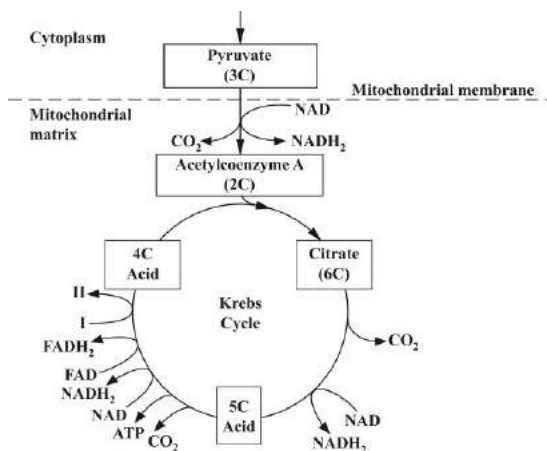 Cytoplasm
Pyruvate
(3C)
Mitochondrial membrane
Mitochondrial
matrix
NAD
CO₂
NADH₂
Acetylcoenzyme A
(2C)
4C
Acid
Citrate
(6C)
II
I
Krebs
Cycle
CO₂
FADH₂
FAD
NADH₂
NAD
ATP
CO₂
5C
Acid
NAD
NADH₂